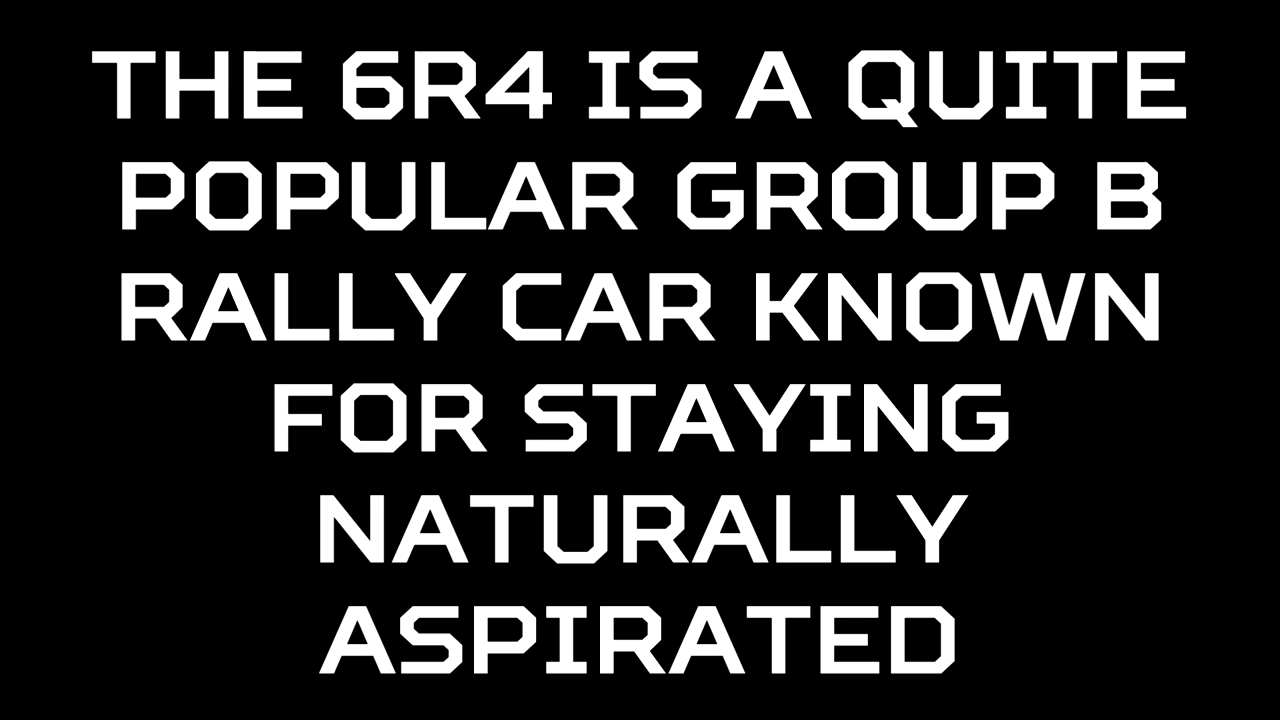 THE 6R4 IS A QUITE
POPULAR GROUP B
RALLY CAR KNOWN
FOR STAYING
NATURALLY
ASPIRATED